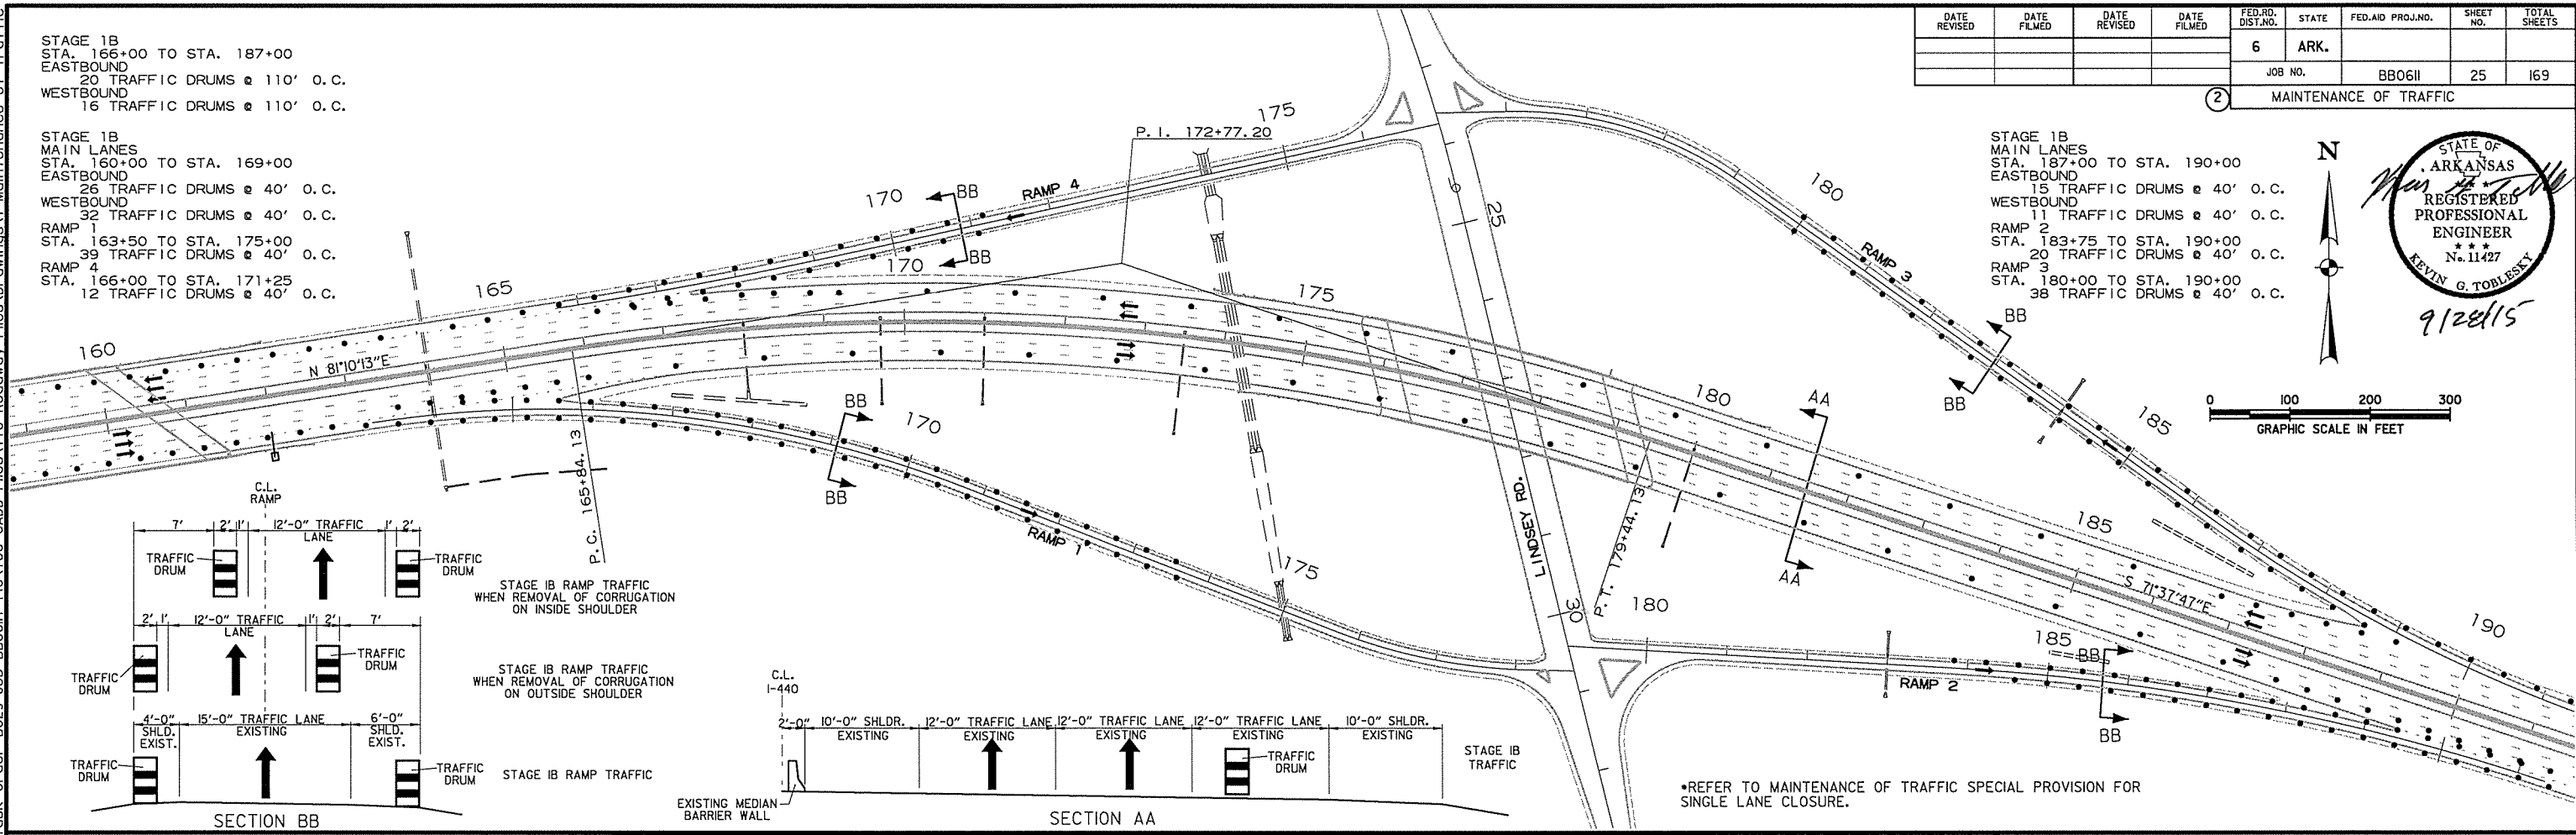 STAGE 1B
STA. 166+00 TO STA. 187+00
EASTBOUND
20 TRAFFIC DRUMS @ 110' O.C.
WESTBOUND
16 TRAFFIC DRUMS @ 110' O.C.
STAGE 1B
MAIN LANES
STA. 160+00 TO STA. 169+00
EASTBOUND
26 TRAFFIC DRUMS @ 40' O.C.
WESTBOUND
32 TRAFFIC DRUMS @ 40' O.C.
RAMP 1
STA. 163+50 TO STA. 175+00
39 TRAFFIC DRUMS @ 40' O.C.
RAMP 4
STA. 166+00 TO STA. 171+25
12 TRAFFIC DRUMS @ 40' O.C.
DATE REVISED
DATE FILMED
DATE REVISED
DATE FILMED
FED.RD. DIST.NO.
STATE
FED.AID PROJ.NO.
SHEET NO.
TOTAL SHEETS
6
ARK.
JOB NO.
BB0611
25
169
2
MAINTENANCE OF TRAFFIC
STAGE 1B
MAIN LANES
STA. 187+00 TO STA. 190+00
EASTBOUND
15 TRAFFIC DRUMS @ 40' O.C.
WESTBOUND
11 TRAFFIC DRUMS @ 40' O.C.
RAMP 2
STA. 183+75 TO STA. 190+00
20 TRAFFIC DRUMS @ 40' O.C.
RAMP 3
STA. 180+00 TO STA. 190+00
38 TRAFFIC DRUMS @ 40' O.C.
N
STATE OF
ARKANSAS
★ ★ ★
REGISTERED
PROFESSIONAL
ENGINEER
★ ★ ★
No. 11427
KEVIN G. TOBLESKY
9/28/15
0 100 200 300
GRAPHIC SCALE IN FEET
P.I. 172+77.20
175
170
BB
BB
RAMP 4
170
165
160
N 81°10'13"E
175
25
180
RAMP 3
BB
BB
185
180
AA
AA
185
S 71°37'47"E
190
BB
BB
170
P.C. 165+84.13
RAMP 1
175
LINDSEY RD.
30
P.T. 179+44.13
180
185
BB
BB
RAMP 2
C.L.
RAMP
7' 2' 1' 12'-0" TRAFFIC LANE 1' 2'
TRAFFIC DRUM
TRAFFIC DRUM
STAGE 1B RAMP TRAFFIC
WHEN REMOVAL OF CORRUGATION
ON INSIDE SHOULDER
2' 1' 12'-0" TRAFFIC LANE 1' 2' 7'
TRAFFIC DRUM
TRAFFIC DRUM
STAGE 1B RAMP TRAFFIC
WHEN REMOVAL OF CORRUGATION
ON OUTSIDE SHOULDER
4'-0" SHLD. EXIST.
15'-0" TRAFFIC LANE EXISTING
6'-0" SHLD. EXIST.
TRAFFIC DRUM
TRAFFIC DRUM
STAGE 1B RAMP TRAFFIC
SECTION BB
C.L.
I-440
2'-0"
10'-0" SHLDR. EXISTING
12'-0" TRAFFIC LANE EXISTING
12'-0" TRAFFIC LANE EXISTING
12'-0" TRAFFIC LANE EXISTING
10'-0" SHLDR. EXISTING
TRAFFIC DRUM
STAGE 1B
TRAFFIC
EXISTING MEDIAN
BARRIER WALL
SECTION AA
*REFER TO MAINTENANCE OF TRAFFIC SPECIAL PROVISION FOR
SINGLE LANE CLOSURE.